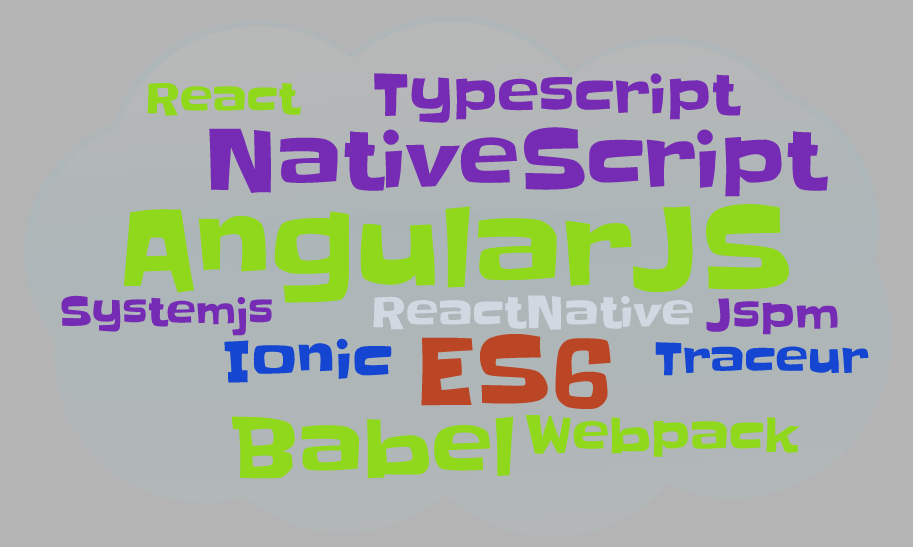 React Typescript
NativeScript
AngularJS
Systemjs ReactNative Jspm
Ionic ES6 Traceur
Babel Webpack